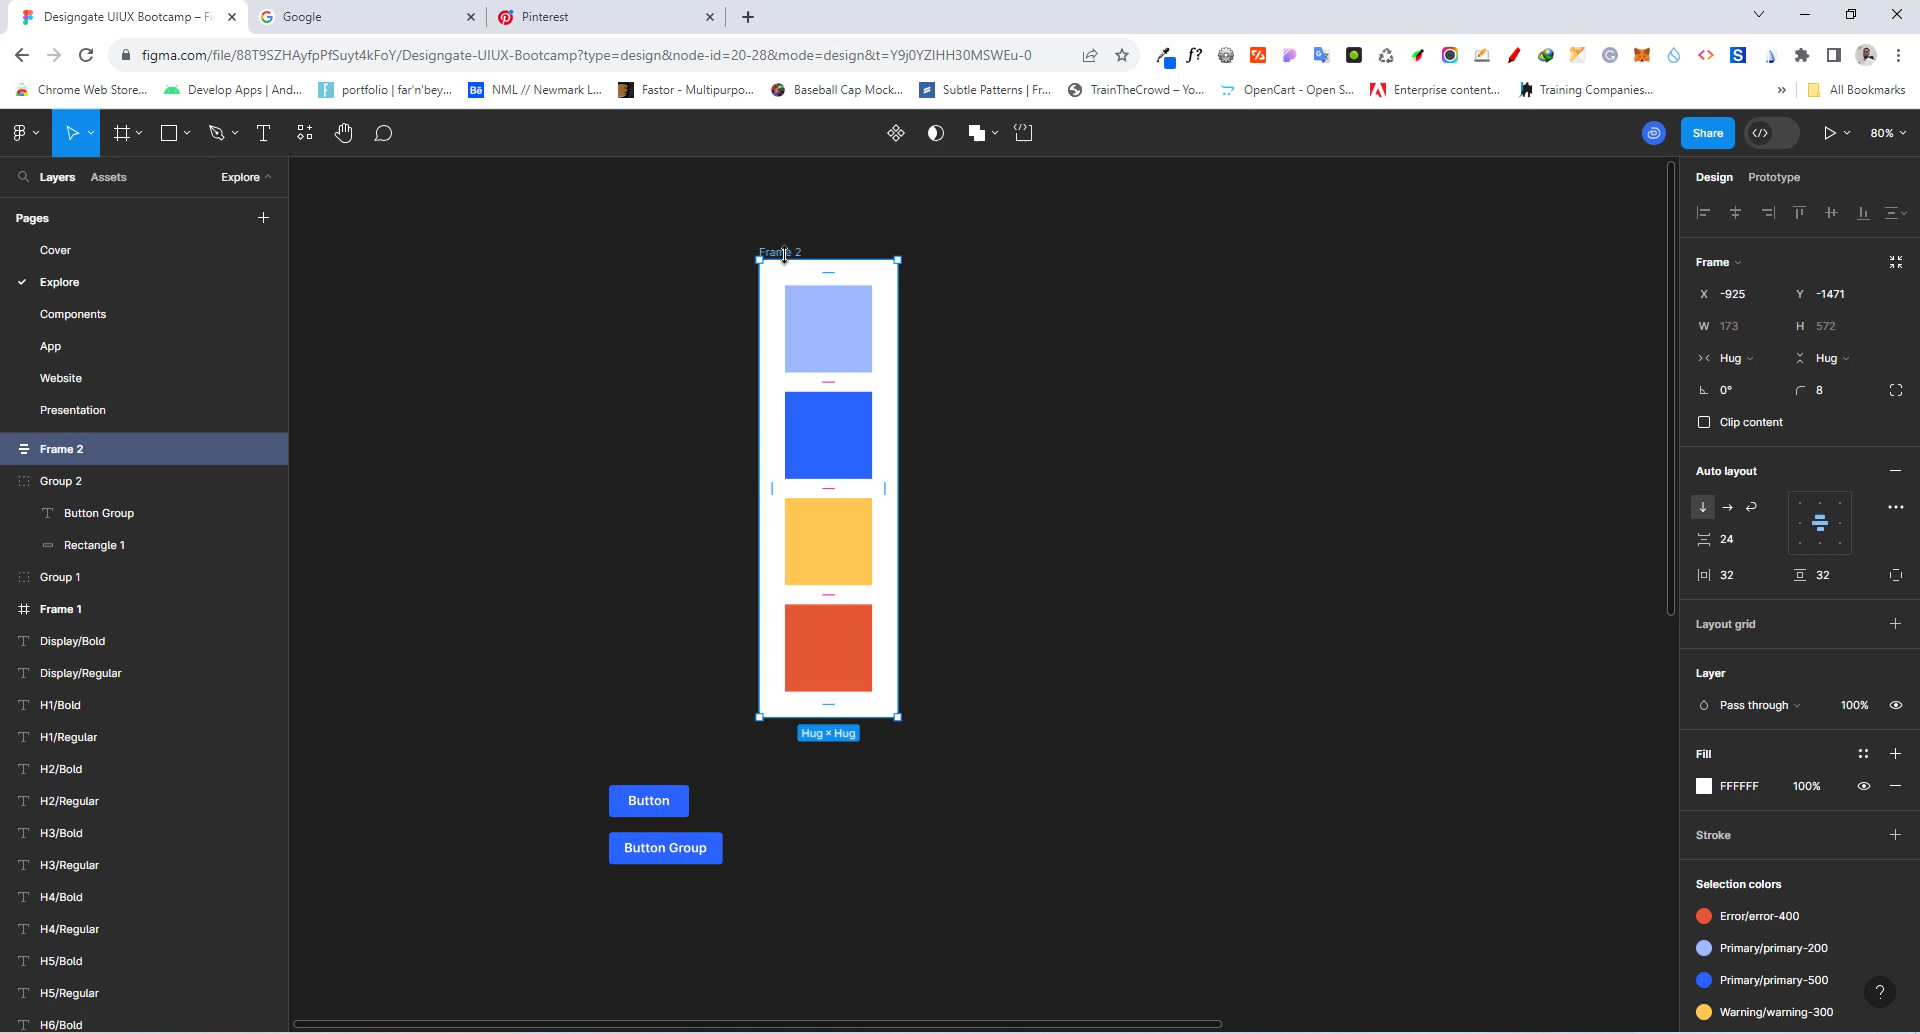 Designgate UIUX Bootcamp – Fi
Google
Pinterest
figma.com/file/88T9SZHAyfpPfSuyt4kFoY/Designgate-UIUX-Bootcamp?type=design&node-id=20-28&mode=design&t=Y9j0YZIHH30MSWEu-0
Chrome Web Store...
Develop Apps | And...
portfolio | far'n'bey...
NML // Newmark L...
Fastor - Multipurpo...
Baseball Cap Mock...
Subtle Patterns | Fr...
TrainTheCrowd – Yo...
OpenCart - Open S...
Enterprise content...
Training Companies...
»
All Bookmarks
Share
80%
Layers
Assets
Explore
Design
Prototype
Pages
Cover
Explore
Components
App
Website
Presentation
Frame 2
Group 2
Button Group
Rectangle 1
Group 1
Frame 1
Display/Bold
Display/Regular
H1/Bold
H1/Regular
H2/Bold
H2/Regular
H3/Bold
H3/Regular
H4/Bold
H4/Regular
H5/Bold
H5/Regular
H6/Bold
Frame 2
Hug × Hug
Button
Button Group
Frame
X -925
Y -1471
W 173
H 572
Hug
Hug
0°
8
Clip content
Auto layout
24
32
32
Layout grid
Layer
Pass through
100%
Fill
FFFFFF
100%
Stroke
Selection colors
Error/error-400
Primary/primary-200
Primary/primary-500
Warning/warning-300
?